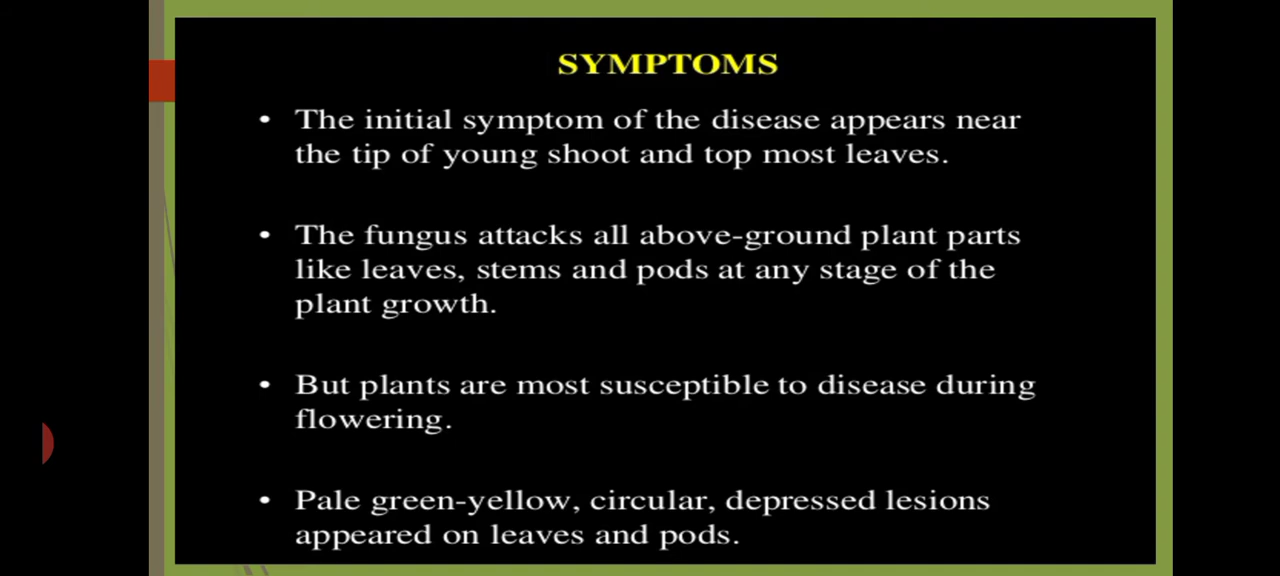 SYMPTOMS
• The initial symptom of the disease appears near
the tip of young shoot and top most leaves.
• The fungus attacks all above-ground plant parts
like leaves, stems and pods at any stage of the
plant growth.
• But plants are most susceptible to disease during
flowering.
• Pale green-yellow, circular, depressed lesions
appeared on leaves and pods.